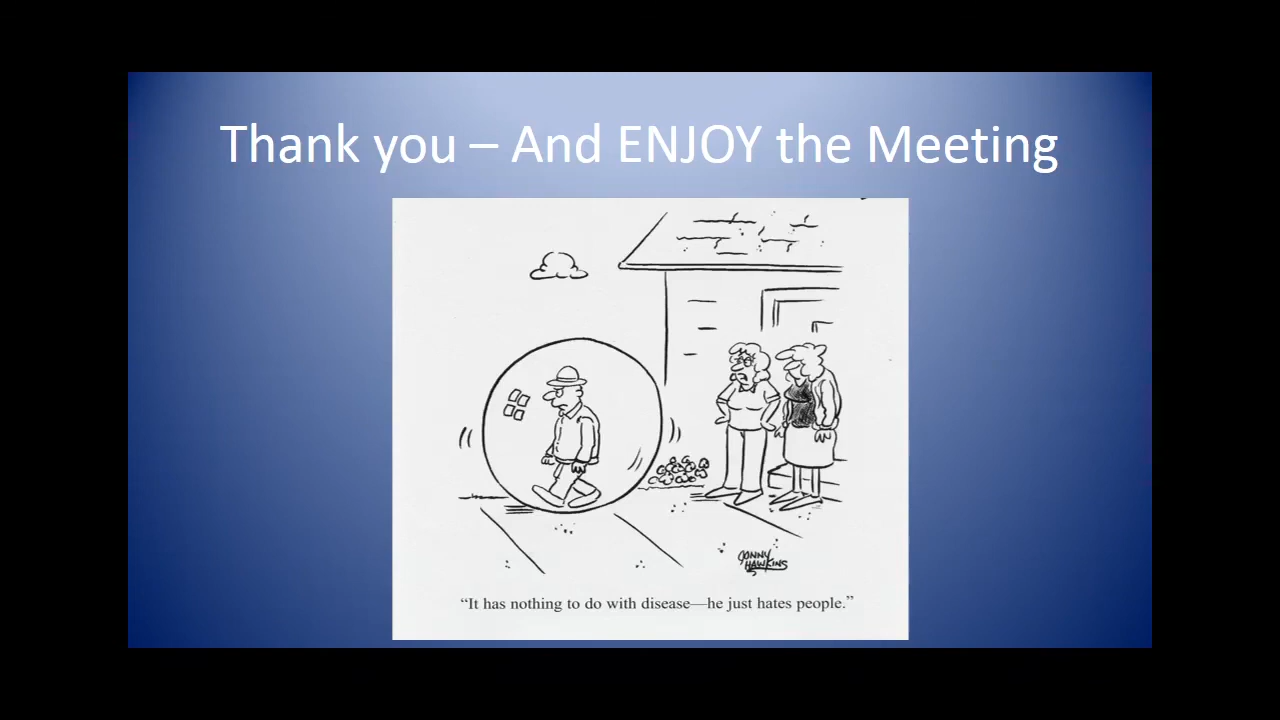 Thank you – And ENJOY the Meeting
JONNY
HAWKINS
“It has nothing to do with disease—he just hates people.”